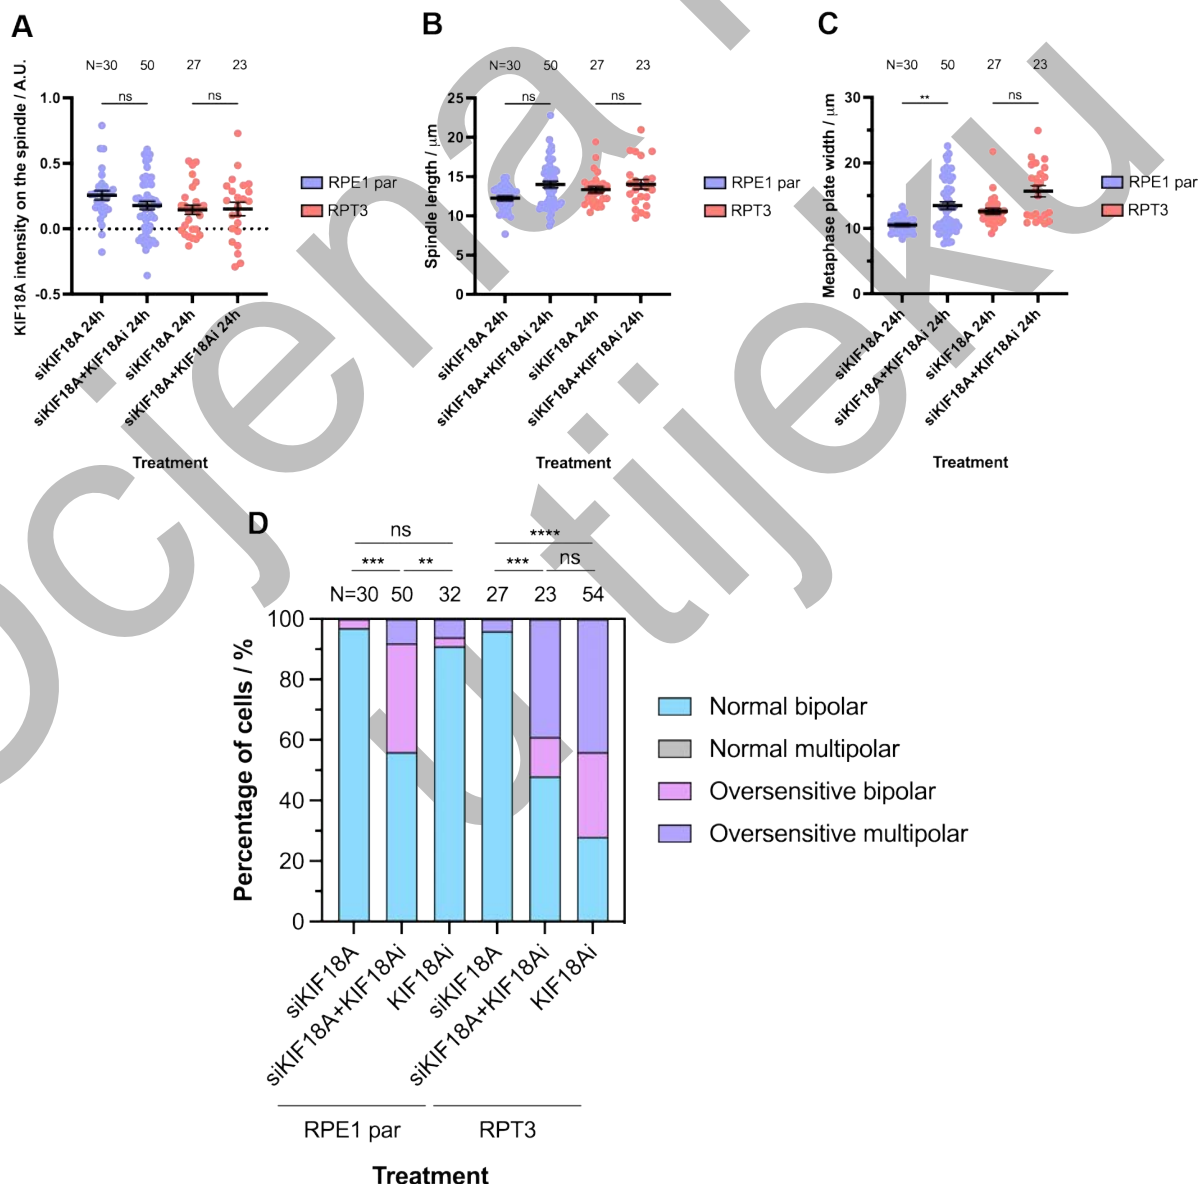 A
N=30 50 27 23
ns ns
KIF18A intensity on the spindle / A.U.
1.0
0.5
0.0
-0.5
siKIF18A 24h
siKIF18A+KIF18Ai 24h
siKIF18A 24h
siKIF18A+KIF18Ai 24h
Treatment
RPE1 par
RPT3
B
N=30 50 27 23
ns ns
Spindle length / μm
25
20
15
10
5
0
siKIF18A 24h
siKIF18A+KIF18Ai 24h
siKIF18A 24h
siKIF18A+KIF18Ai 24h
Treatment
RPE1 par
RPT3
C
N=30 50 27 23
** ns
Metaphase plate width / μm
30
20
10
0
siKIF18A 24h
siKIF18A+KIF18Ai 24h
siKIF18A 24h
siKIF18A+KIF18Ai 24h
Treatment
RPE1 par
RPT3
D
ns ****
*** ** *** ns
N=30 50 32 27 23 54
Percentage of cells / %
100
80
60
40
20
0
siKIF18A
siKIF18A+KIF18Ai
KIF18Ai
siKIF18A
siKIF18A+KIF18Ai
KIF18Ai
RPE1 par RPT3
Treatment
Normal bipolar
Normal multipolar
Oversensitive bipolar
Oversensitive multipolar
Ocjena
u tijeku